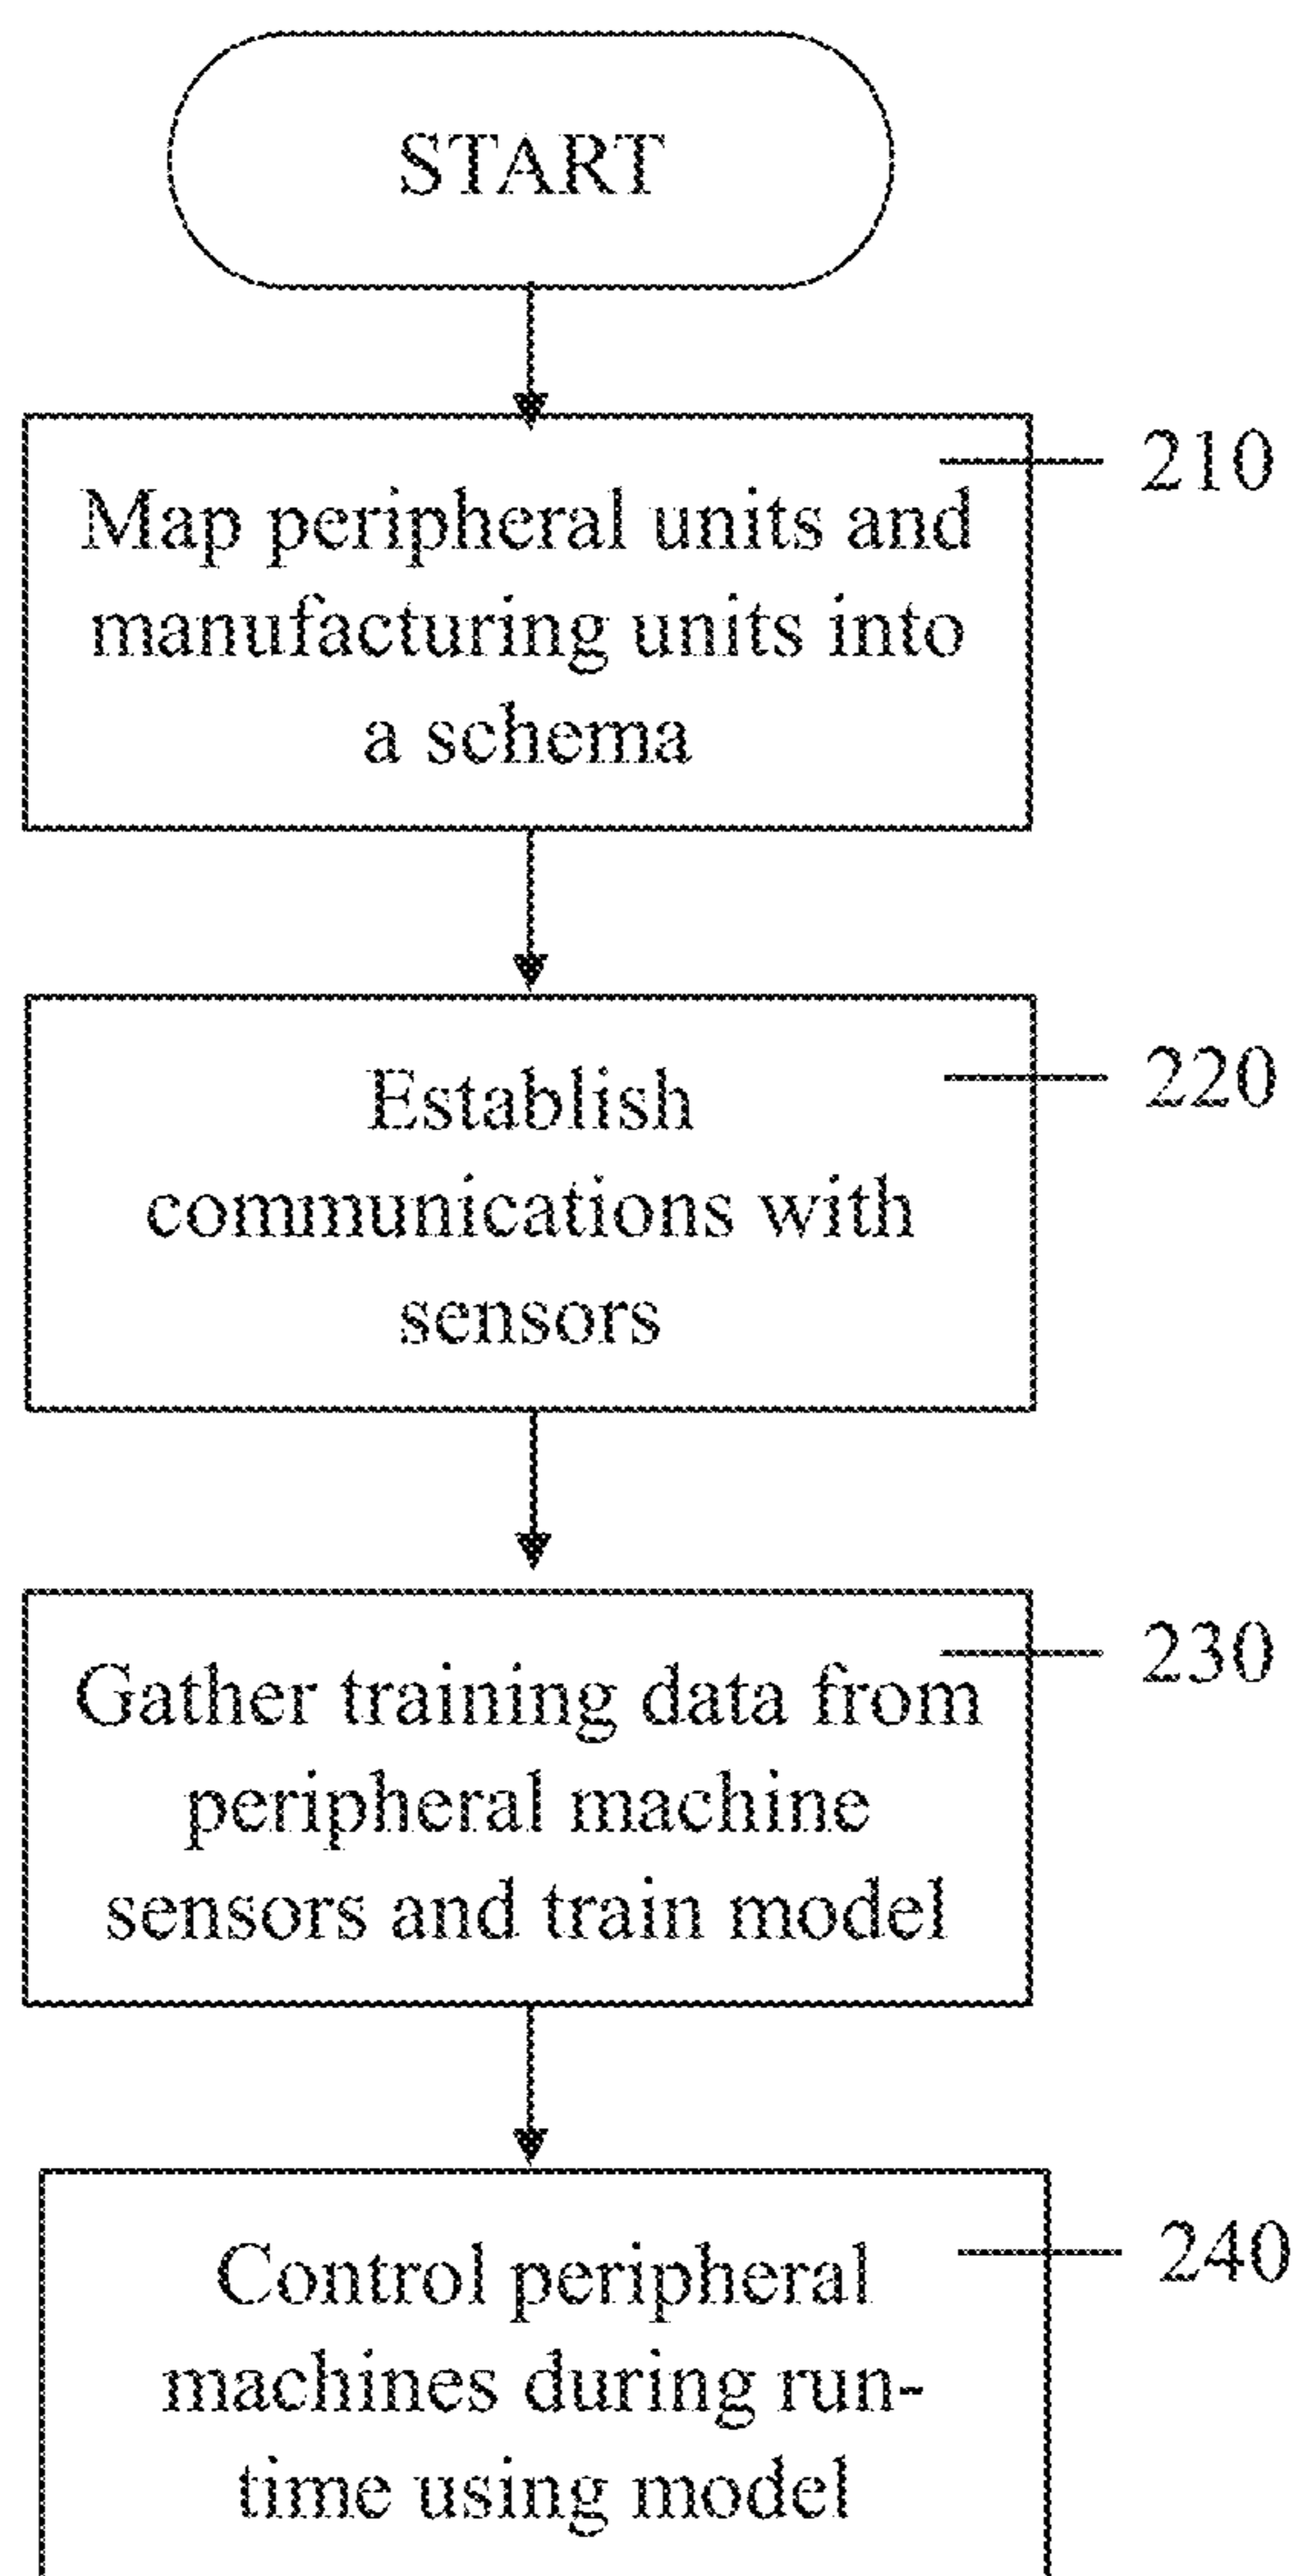 START
210
Map peripheral units and
manufacturing units into
a schema
220
Establish
communications with
sensors
230
Gather training data from
peripheral machine
sensors and train model
240
Control peripheral
machines during run-
time using model